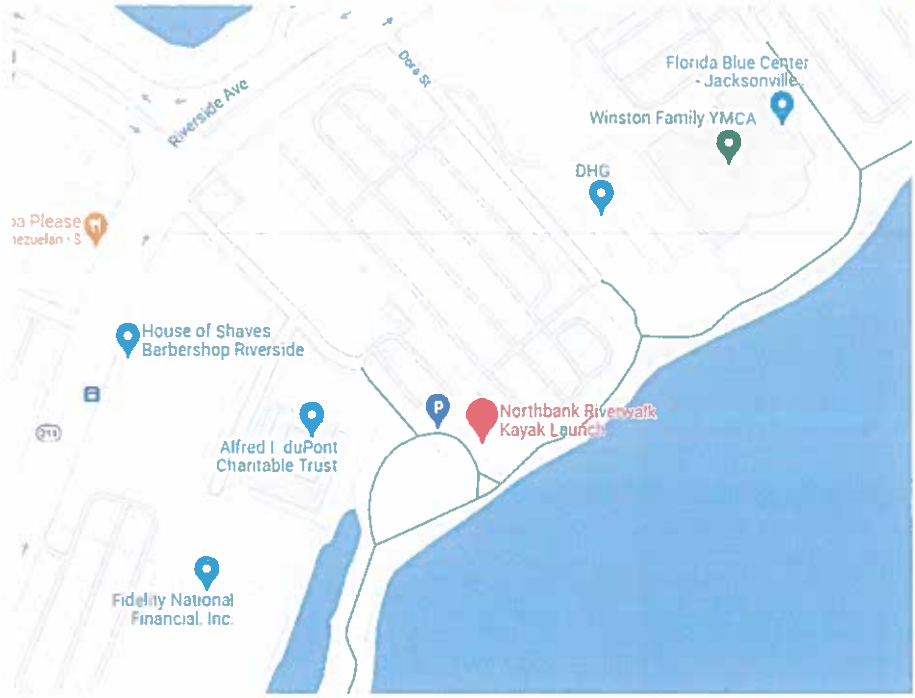 Florida Blue Center
- Jacksonville
Dora St
Riverside Ave
Winston Family YMCA
DHG
Please
House of Shaves
Barbershop Riverside
P
Northbank Riverwalk
Kayak Launch
Alfred I duPont
Charitable Trust
Fidelity National
Financial, Inc.